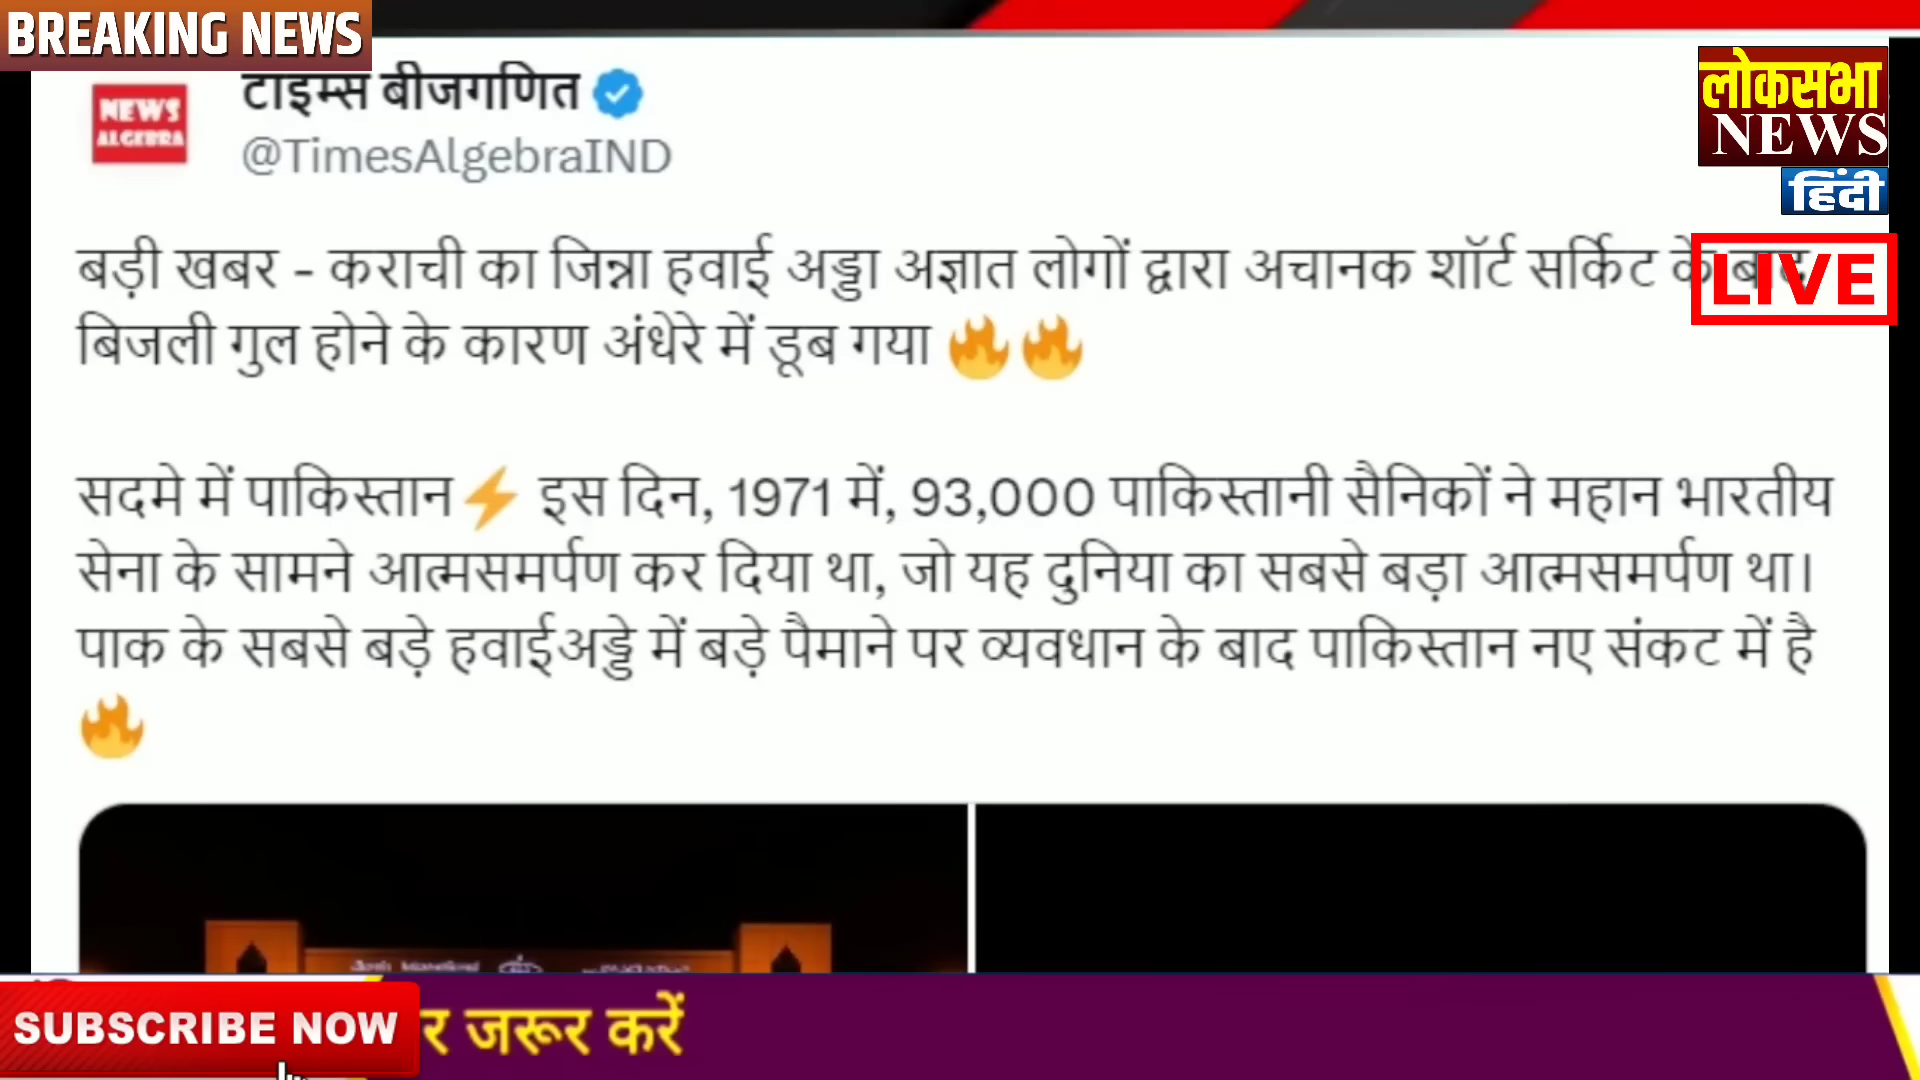 BREAKING NEWS
NEWS
ALGEBRA
टाइम्स बीजगणित
@TimesAlgebraIND
लोकसभा
NEWS
हिंदी
LIVE
बड़ी खबर - कराची का जिन्ना हवाई अड्डा अज्ञात लोगों द्वारा अचानक शॉर्ट सर्किट के बाद
बिजली गुल होने के कारण अंधेरे में डूब गया 🔥🔥
सदमे में पाकिस्तान⚡ इस दिन, 1971 में, 93,000 पाकिस्तानी सैनिकों ने महान भारतीय
सेना के सामने आत्मसमर्पण कर दिया था, जो यह दुनिया का सबसे बड़ा आत्मसमर्पण था।
पाक के सबसे बड़े हवाईअड्डे में बड़े पैमाने पर व्यवधान के बाद पाकिस्तान नए संकट में है
🔥
SUBSCRIBE NOW
र जरूर करें